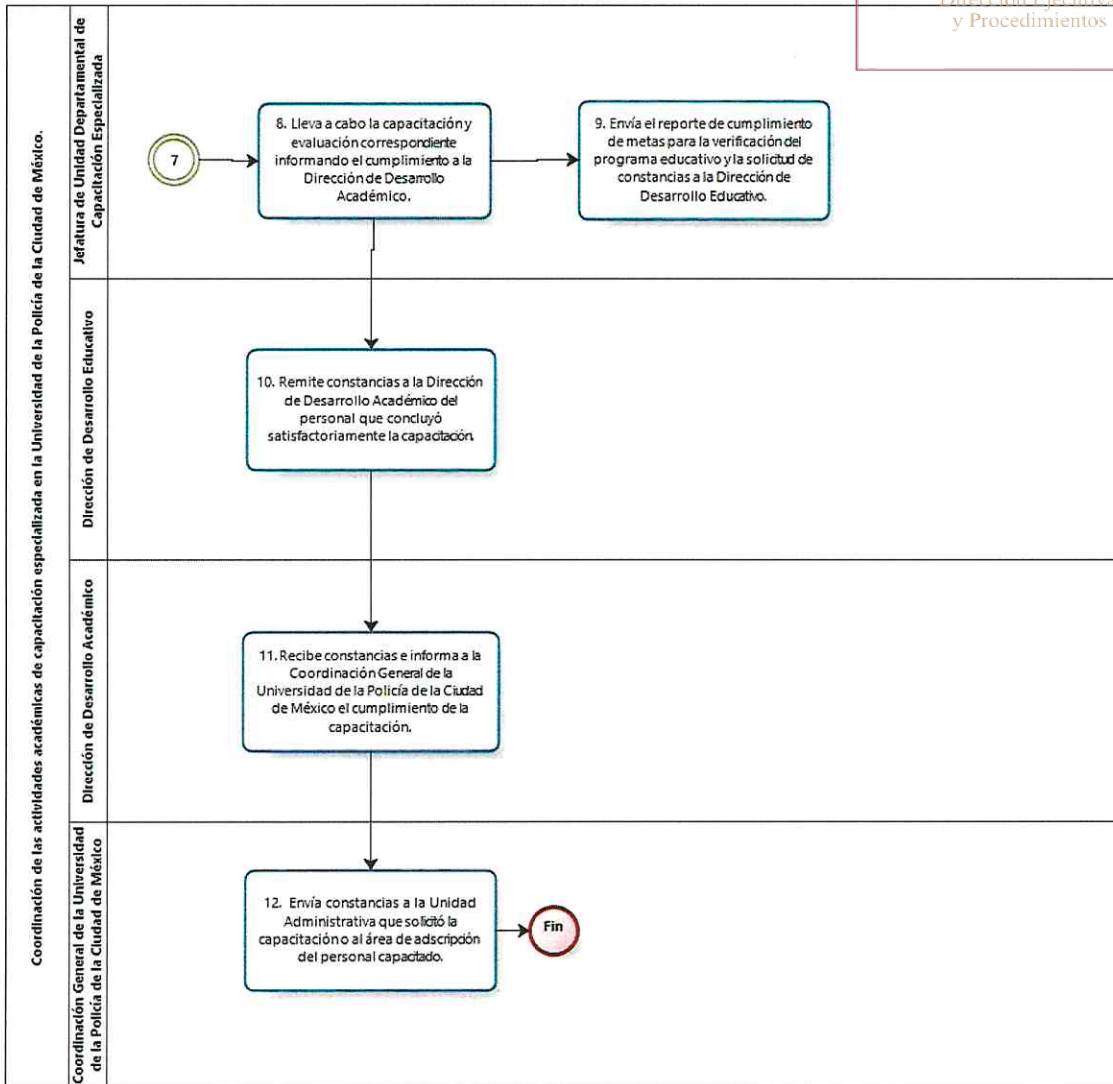 y Procedimientos
Coordinación de las actividades académicas de capacitación especializada en la Universidad de la Policía de la Ciudad de México.
Jefatura de Unidad Departamental de
Capacitación Especializada
7
8. Lleva a cabo la capacitación y
evaluación correspondiente
informando el cumplimiento a la
Dirección de Desarrollo
Académico.
9. Envía el reporte de cumplimiento
de metas para la verificación del
programa educativo y la solicitud de
constancias a la Dirección de
Desarrollo Educativo.
Dirección de Desarrollo Educativo
10. Remite constancias a la Dirección
de Desarrollo Académico del
personal que concluyó
satisfactoriamente la capacitación.
Dirección de Desarrollo Académico
11. Recibe constancias e informa a la
Coordinación General de la
Universidad de la Policía de la Ciudad
de México el cumplimiento de la
capacitación.
Coordinación General de la Universidad
de la Policía de la Ciudad de México
12. Envía constancias a la Unidad
Administrativa que solicitó la
capacitación o al área de adscripción
del personal capacitado.
Fin